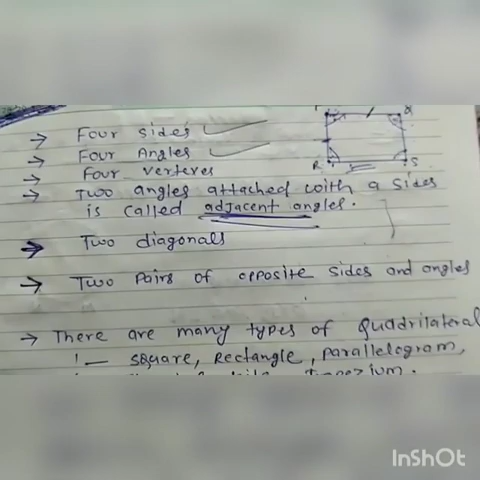 Q
R
S
→ Four sides
→ Four Angles
→ Four vertexes
→ Two angles attached with a sides
is called adjacent angles.
→ Two diagonals
→ Two Pairs of opposite sides and angles
→ There are many types of Quadrilateral
!— square, Rectangle, parallelogram,
Trapezium.
InShOt